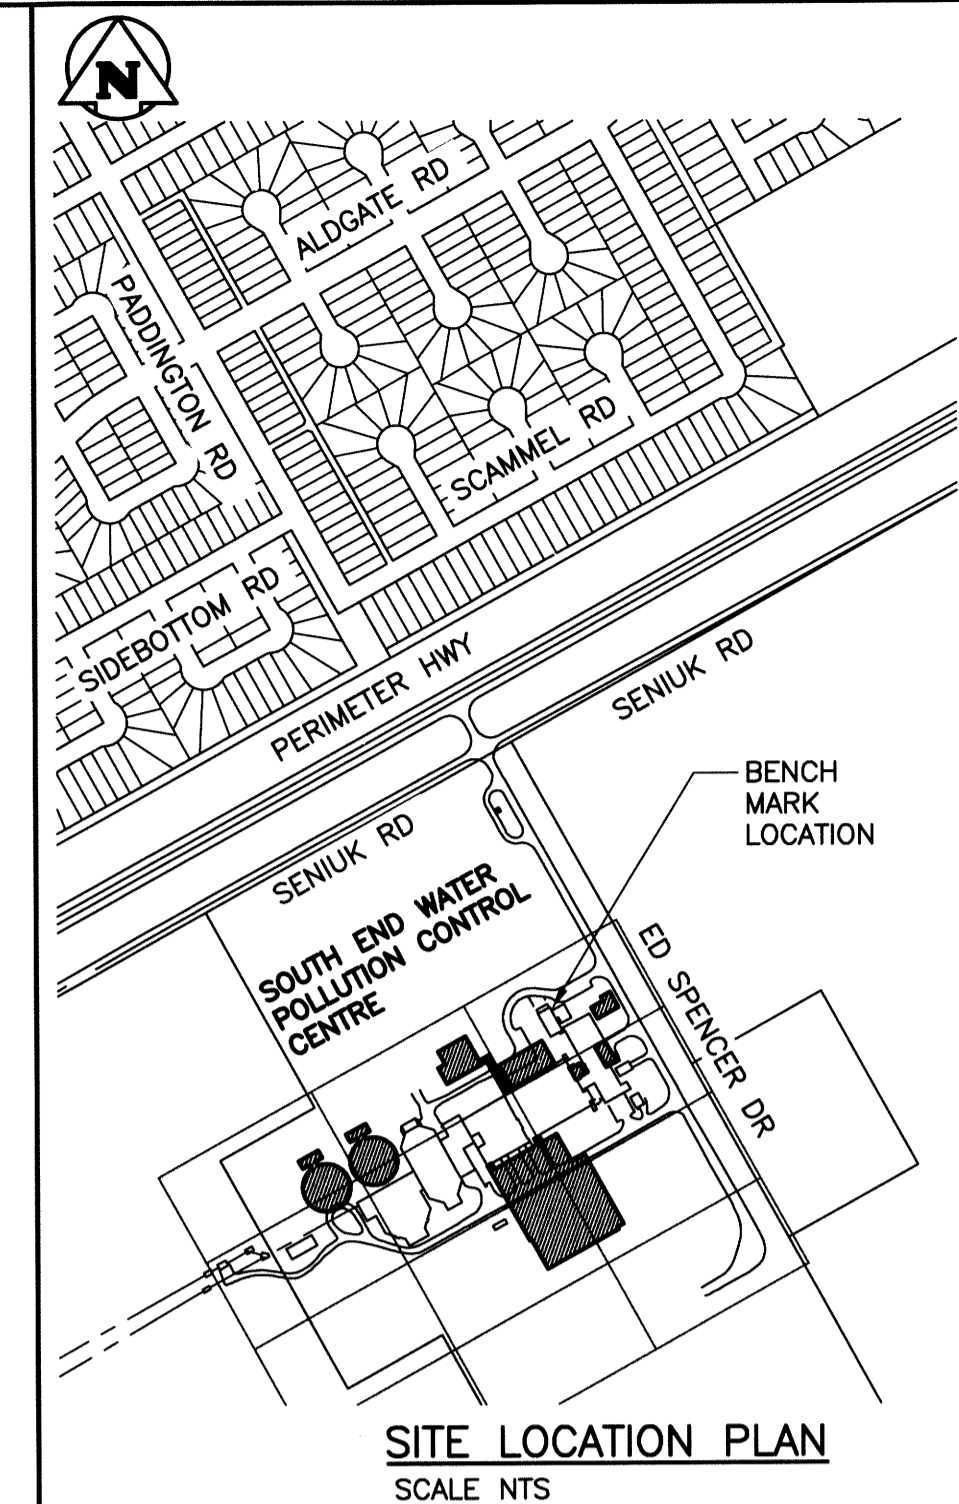 N
ALDGATE RD
PADDINGTON RD
SCAMMEL RD
SIDEBOTTOM RD
PERIMETER HWY
SENIUK RD
BENCH
MARK
LOCATION
SENIUK RD
SOUTH END WATER
POLLUTION CONTROL
CENTRE
ED SPENCER DR
SITE LOCATION PLAN
SCALE NTS